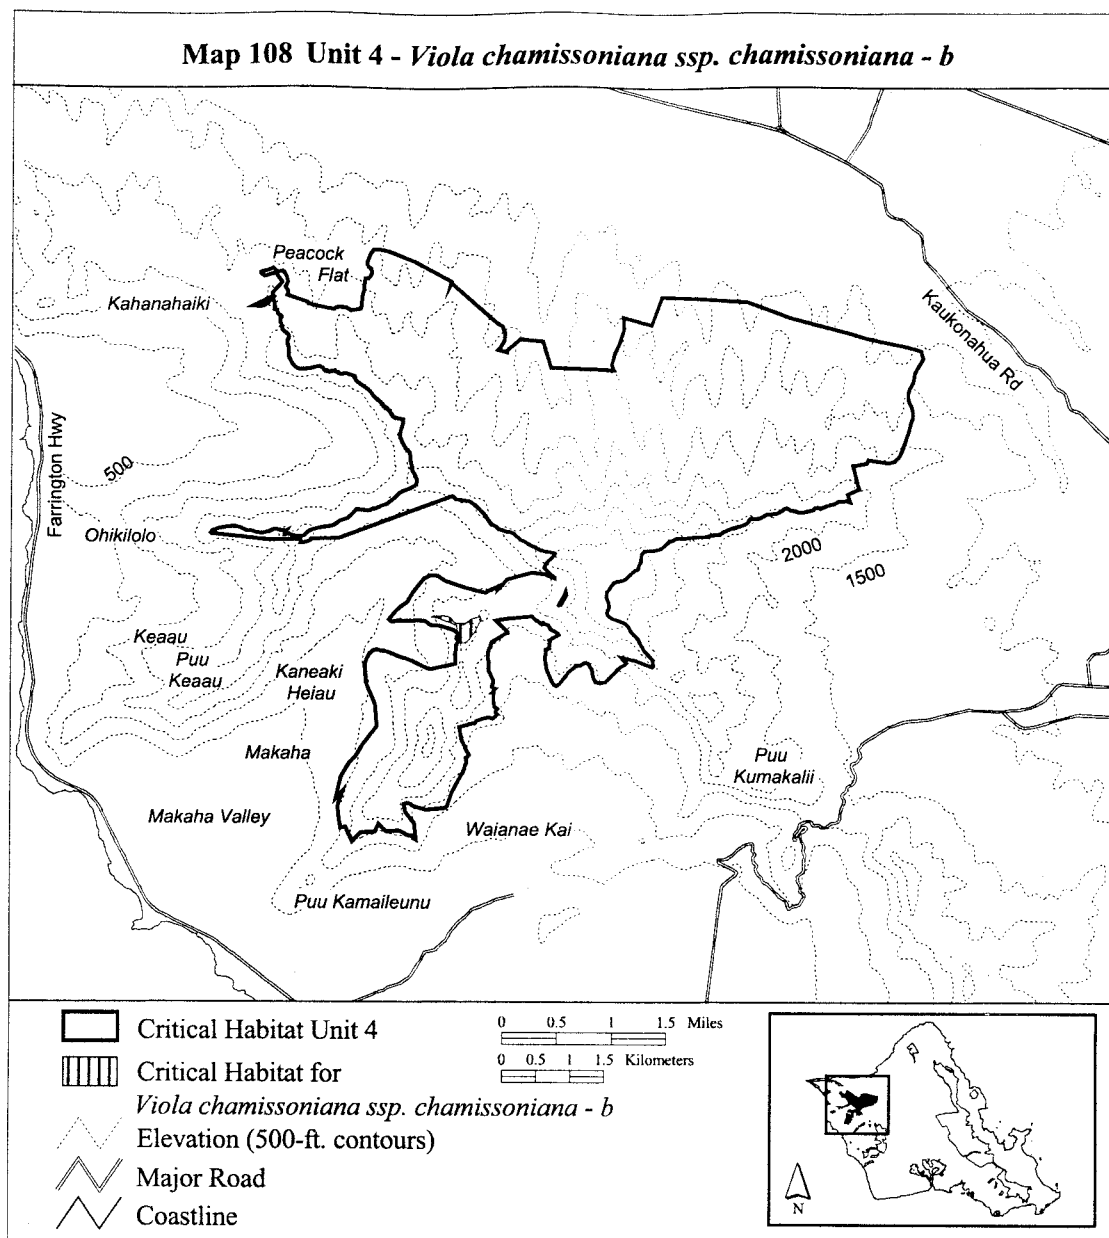 Map 108 Unit 4 - Viola chamissoniana ssp. chamissoniana - b
Peacock
Flat
Kahanahaiki
Kaukonahua Rd
Farrington Hwy
500
Ohikilolo
2000
1500
Keaau
Puu
Keaau
Kaneaki
Heiau
Makaha
Puu
Kumakalii
Makaha Valley
Waianae Kai
Puu Kamaileunu
Critical Habitat Unit 4
Critical Habitat for
Viola chamissoniana ssp. chamissoniana - b
Elevation (500-ft. contours)
Major Road
Coastline
0 0.5 1 1.5 Miles
0 0.5 1 1.5 Kilometers
N